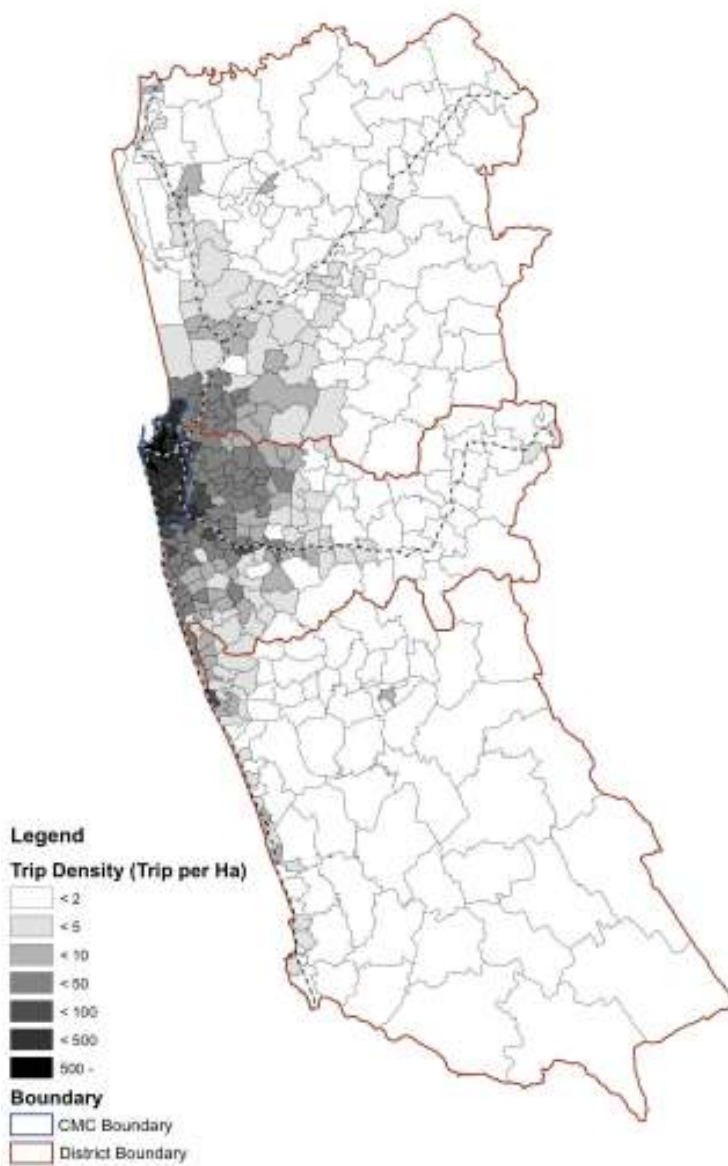 Legend
Trip Density (Trip per Ha)
< 2
< 5
< 10
< 50
< 100
< 500
500 -
Boundary
CMC Boundary
District Boundary